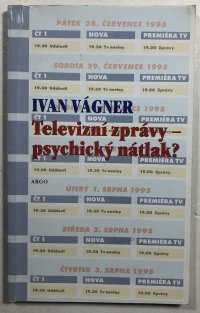 PÁTEK 28. ČERVENCE 1995
ČT 1 NOVA PREMIÉRA TV
19.30 Události 19.30 Tv noviny 19.00 Zprávy
SOBOTA 29. ČERVENCE 1995
ČT 1 NOVA PREMIÉRA TV
19.30 Události 19.30 Tv noviny 19.00 Zprávy
IVAN VÁGNER
Televizní zprávy –
psychický nátlak?
ARGO
ÚTERÝ 1. SRPNA 1995
ČT 1 NOVA PREMIÉRA TV
19.30 Události 19.30 Tv noviny 19.00 Zprávy
STŘEDA 2. SRPNA 1995
ČT 1 NOVA PREMIÉRA TV
19.30 Události 19.30 Tv noviny 19.00 Zprávy
ČTVRTEK 3. SRPNA 1995
ČT 1 NOVA PREMIÉRA TV
19.30 Události 19.30 Tv noviny 19.00 Zprávy